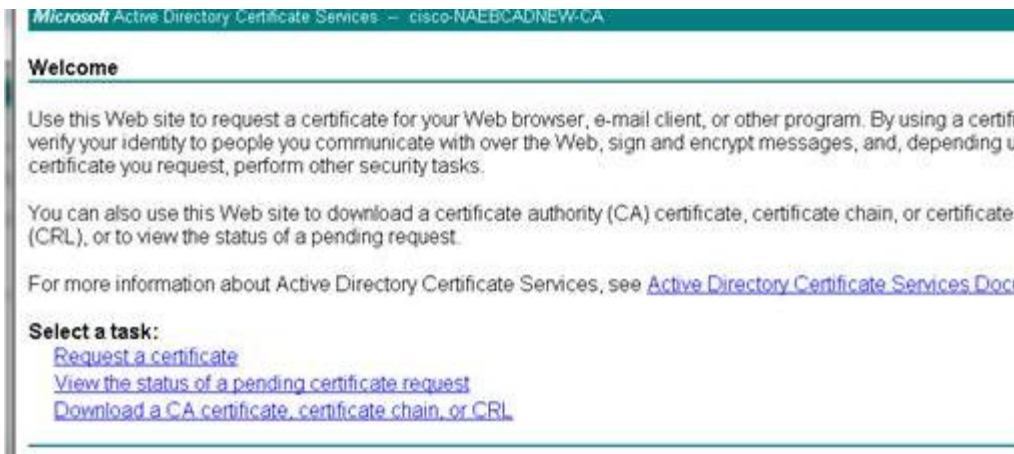 Microsoft Active Directory Certificate Services -- cisco-NAEBCADNEW-CA
Welcome
Use this Web site to request a certificate for your Web browser, e-mail client, or other program. By using a certifi
verify your identity to people you communicate with over the Web, sign and encrypt messages, and, depending u
certificate you request, perform other security tasks.
You can also use this Web site to download a certificate authority (CA) certificate, certificate chain, or certificate
(CRL), or to view the status of a pending request.
For more information about Active Directory Certificate Services, see Active Directory Certificate Services Doc
Select a task:
Request a certificate
View the status of a pending certificate request
Download a CA certificate, certificate chain, or CRL